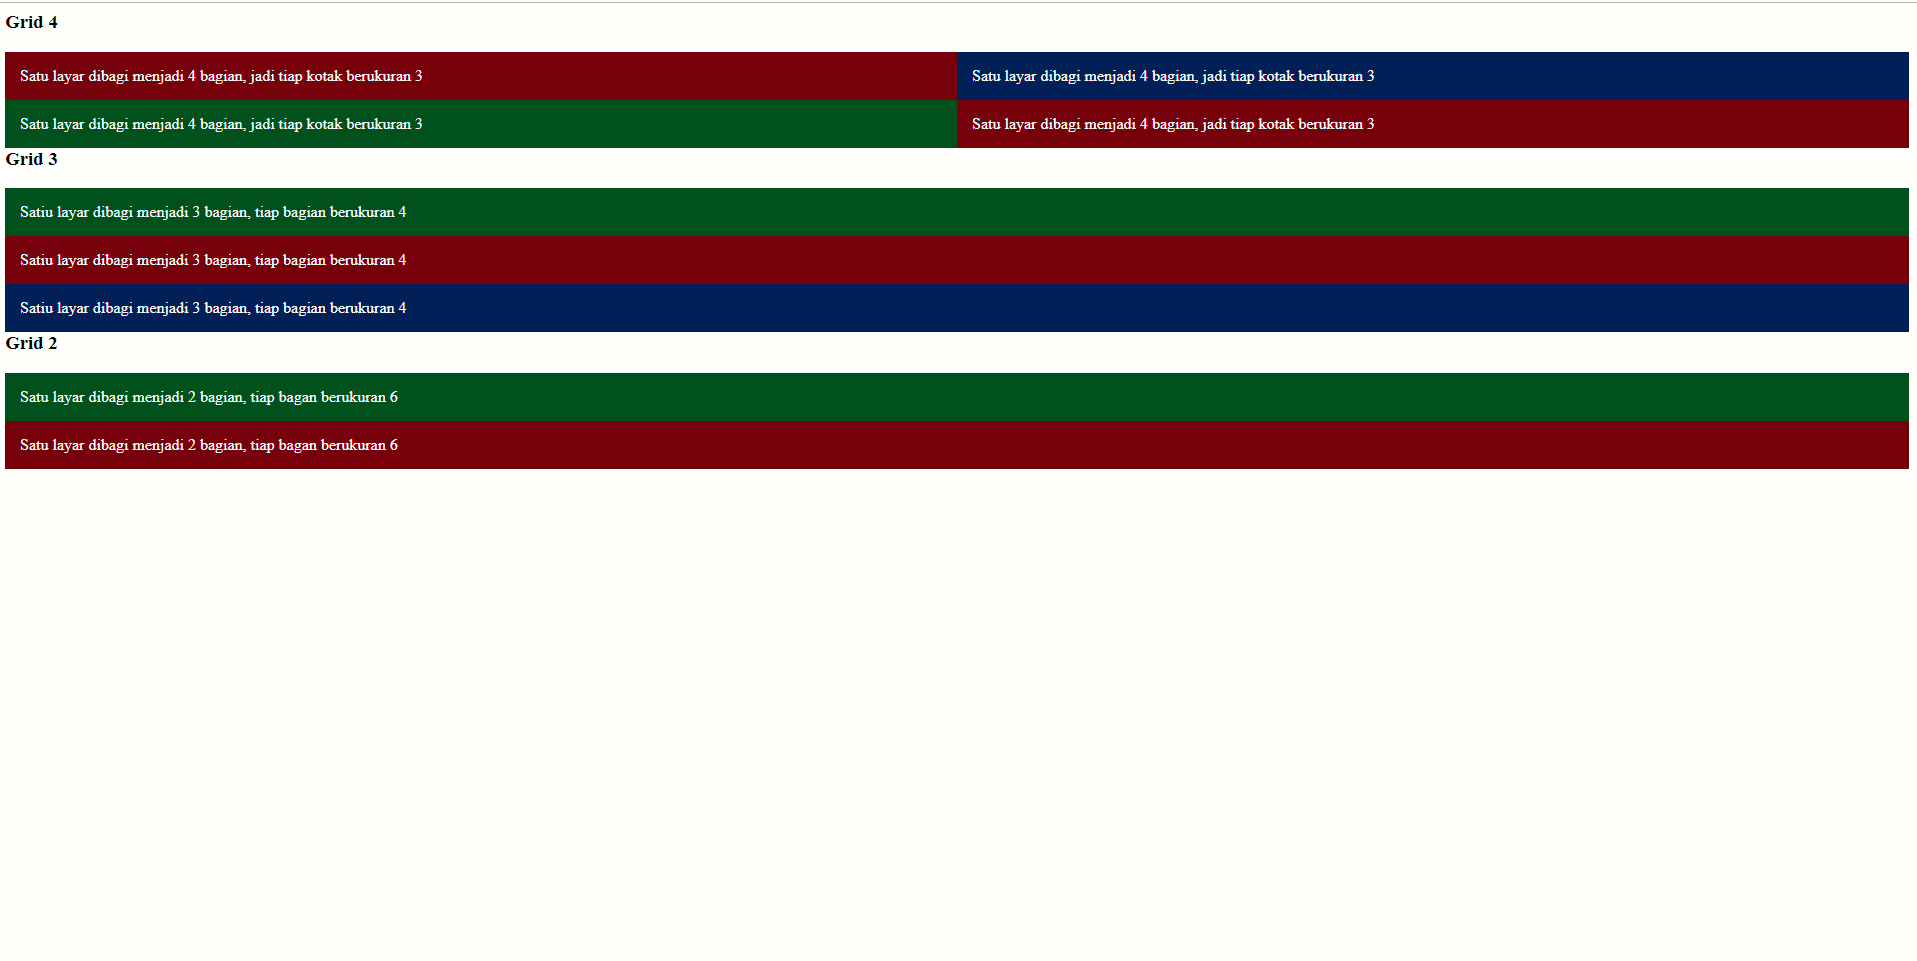 Grid 4
Satu layar dibagi menjadi 4 bagian, jadi tiap kotak berukuran 3
Satu layar dibagi menjadi 4 bagian, jadi tiap kotak berukuran 3
Satu layar dibagi menjadi 4 bagian, jadi tiap kotak berukuran 3
Satu layar dibagi menjadi 4 bagian, jadi tiap kotak berukuran 3
Grid 3
Satiu layar dibagi menjadi 3 bagian, tiap bagian berukuran 4
Satiu layar dibagi menjadi 3 bagian, tiap bagian berukuran 4
Satiu layar dibagi menjadi 3 bagian, tiap bagian berukuran 4
Grid 2
Satu layar dibagi menjadi 2 bagian, tiap bagan berukuran 6
Satu layar dibagi menjadi 2 bagian, tiap bagan berukuran 6